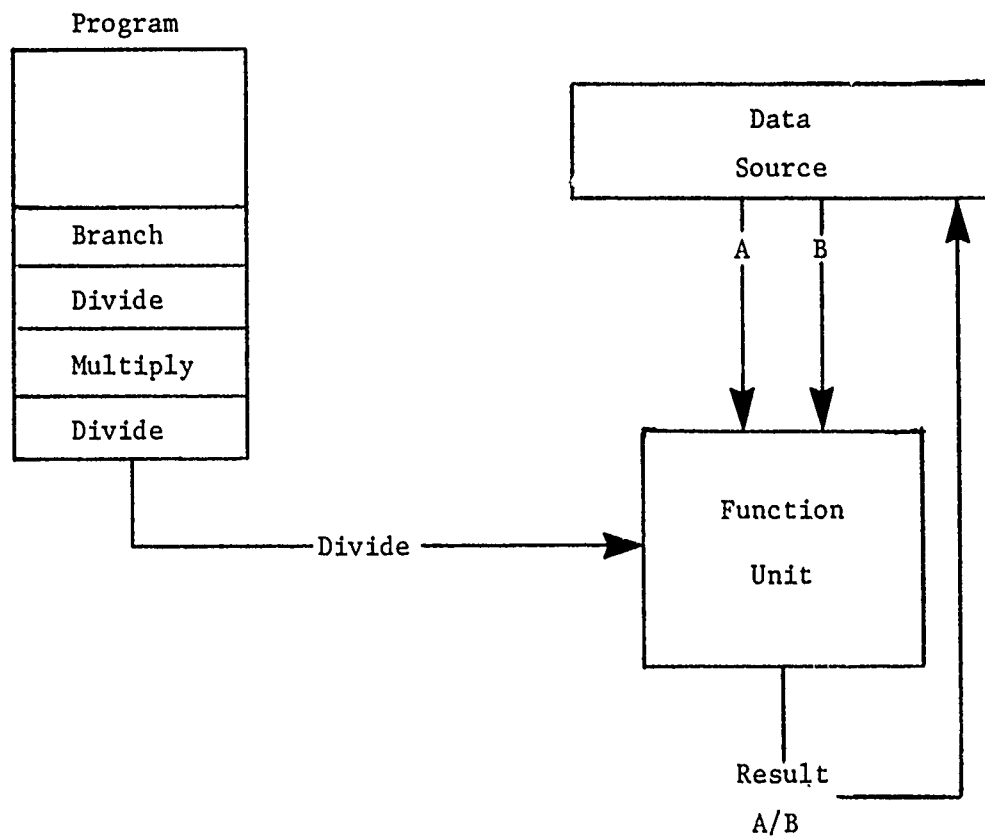 Program
Branch
Divide
Multiply
Divide
Divide
Data
Source
A
B
Function
Unit
Result
A/B